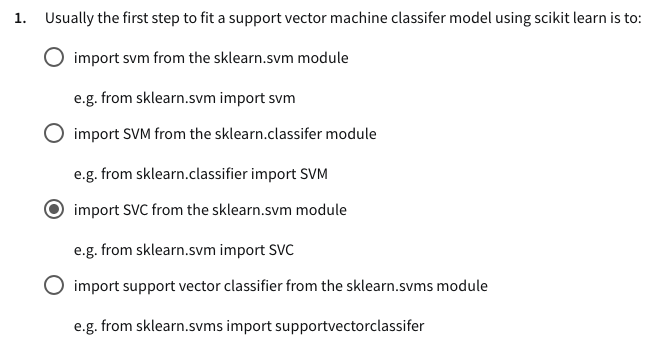 1. Usually the first step to fit a support vector machine classifer model using scikit learn is to:
import svm from the sklearn.svm module
e.g. from sklearn.svm import svm
import SVM from the sklearn.classifer module
e.g. from sklearn.classifier import SVM
import SVC from the sklearn.svm module
e.g. from sklearn.svm import SVC
import support vector classifier from the sklearn.svms module
e.g. from sklearn.svms import supportvectorclassifer